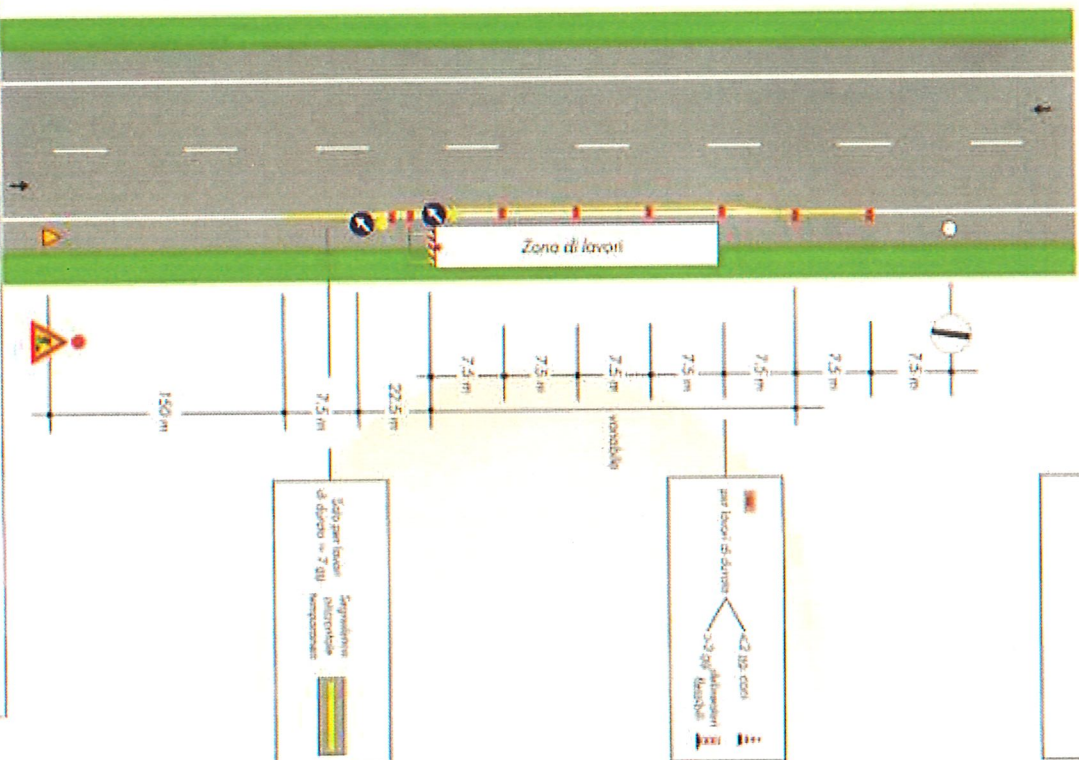 Zona di lavori
7.5 m
7.5 m
7.5 m
7.5 m
7.5 m
7.5 m
7.5 m
150 m
7.5 m
22.5 m
variabile
Solo per lavori
di durata > 7 gg
Segnaletica
orizzontale
temporanea
per lavori di durata
<2 gg. coni
>2 gg. delineatori
flessibili